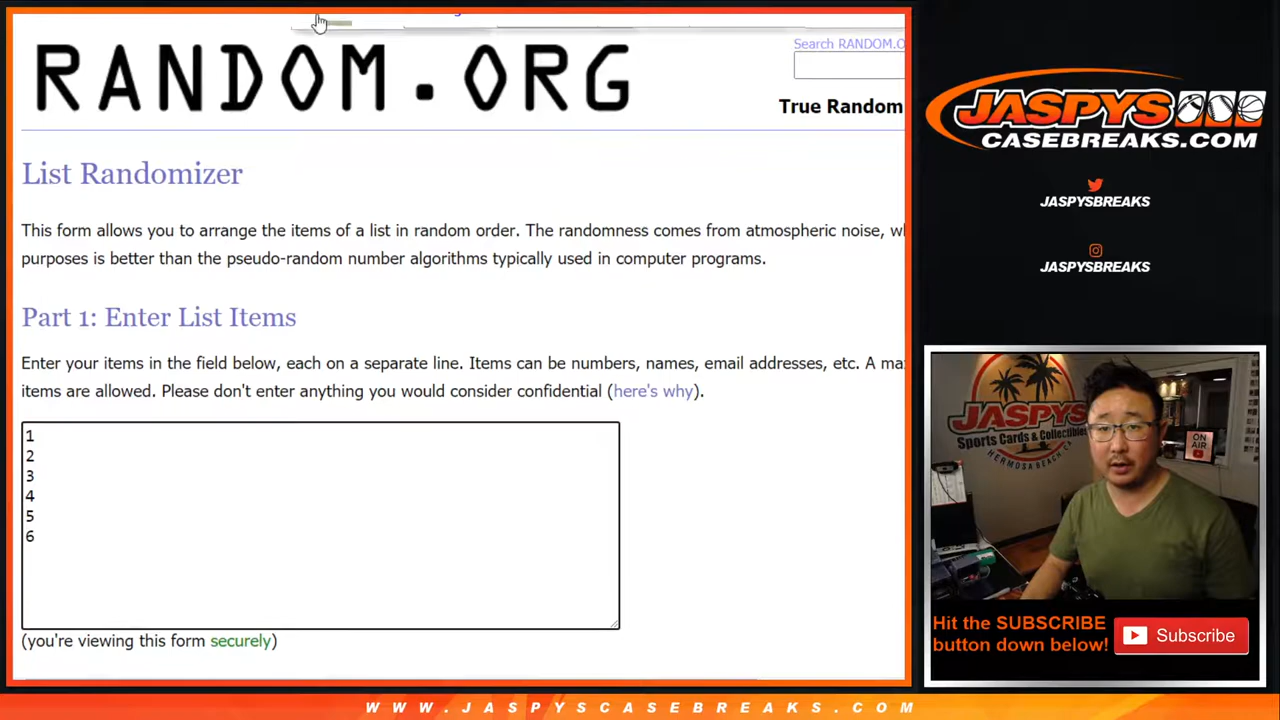 RANDOM.ORG
Search RANDOM.O
True Random
List Randomizer
This form allows you to arrange the items of a list in random order. The randomness comes from atmospheric noise, wh
purposes is better than the pseudo-random number algorithms typically used in computer programs.
Part 1: Enter List Items
Enter your items in the field below, each on a separate line. Items can be numbers, names, email addresses, etc. A ma
items are allowed. Please don't enter anything you would consider confidential (here's why).
1
2
3
4
5
6
(you're viewing this form securely)
JASPYS
CASEBREAKS.COM
JASPYSBREAKS
JASPYSBREAKS
JASPYS
Sports Cards & Collectibles
HERMOSA BEACH, CA
ON AIR
Hit the SUBSCRIBE
button down below!
Subscribe
WWW.JASPYSCASEBREAKS.COM